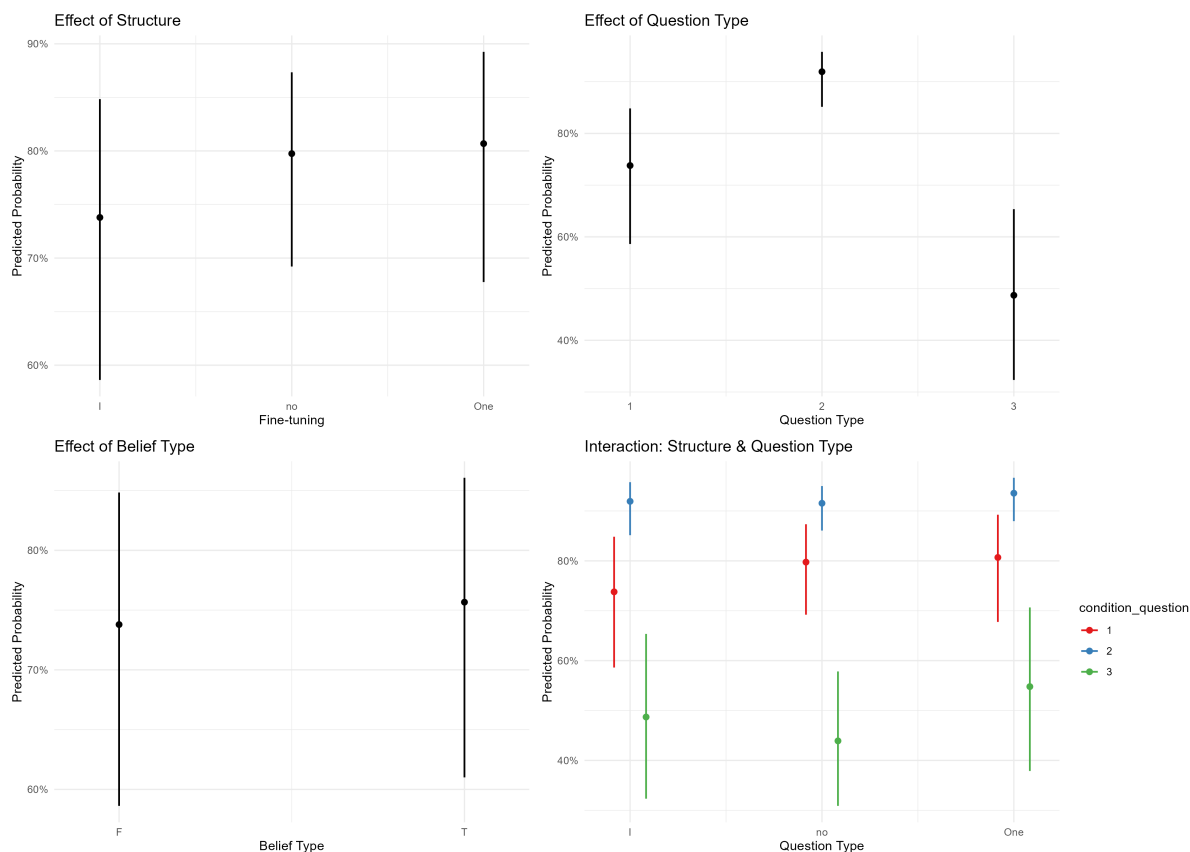 Effect of Structure
90%
80%
70%
60%
Predicted Probability
I
no
One
Fine-tuning
Effect of Question Type
80%
60%
40%
Predicted Probability
1
2
3
Question Type
Effect of Belief Type
80%
70%
60%
Predicted Probability
F
T
Belief Type
Interaction: Structure & Question Type
80%
60%
40%
Predicted Probability
I
no
One
Question Type
condition_question
1
2
3